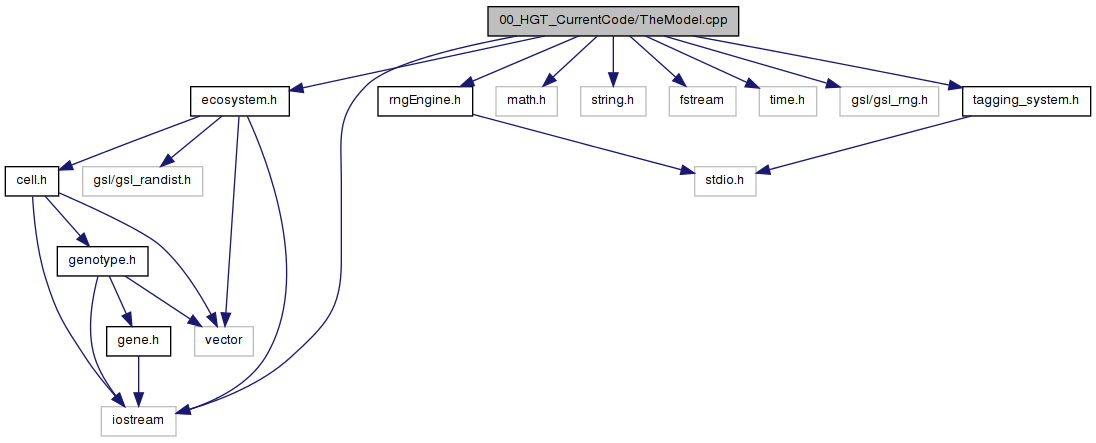 00_HGT_CurrentCode/TheModel.cpp
ecosystem.h
rngEngine.h
math.h
string.h
fstream
time.h
gsl/gsl_rng.h
tagging_system.h
cell.h
gsl/gsl_randist.h
stdio.h
genotype.h
gene.h
vector
iostream